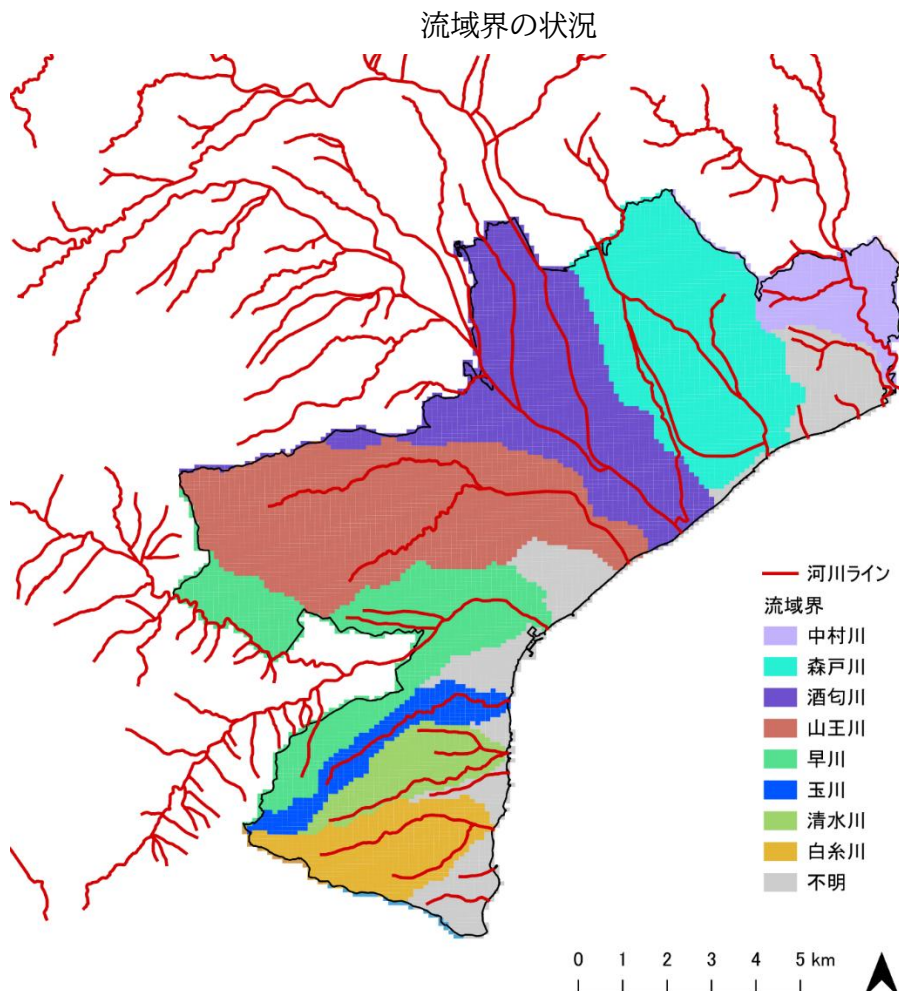 流域界の状況
河川ライン
流域界
中村川
森戸川
酒匂川
山王川
早川
玉川
清水川
白糸川
不明
0 1 2 3 4 5 km